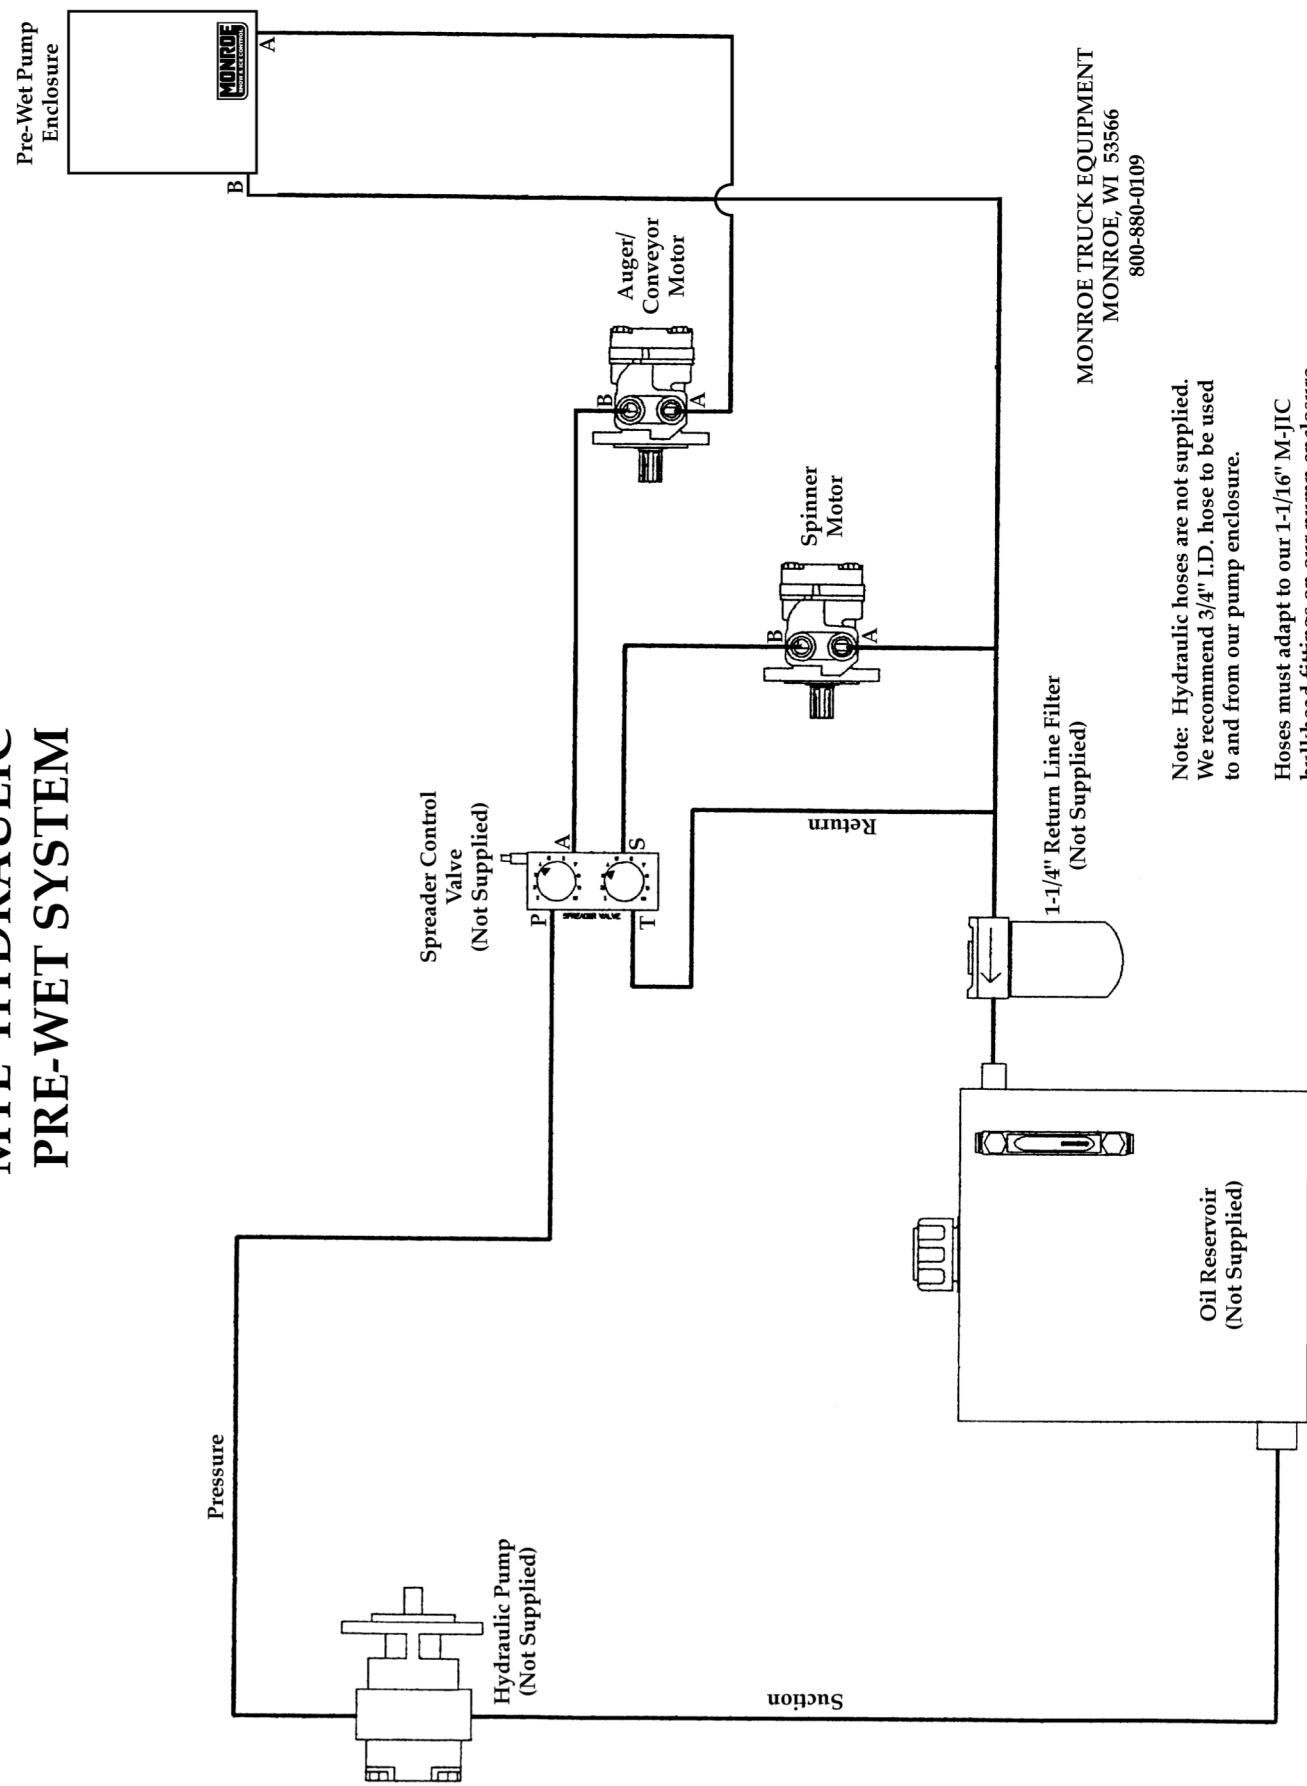 PRE-WET SYSTEM
Pre-Wet Pump
Enclosure
MONROE
SNOW & ICE CONTROL
A
B
Auger/
Conveyor
Motor
B
A
Spinner
Motor
B
A
Spreader Control
Valve
(Not Supplied)
P
A
T
S
SPREADER VALVE
Return
Pressure
Hydraulic Pump
(Not Supplied)
Suction
1-1/4" Return Line Filter
(Not Supplied)
Oil Reservoir
(Not Supplied)
MONROE TRUCK EQUIPMENT
MONROE, WI 53566
800-880-0109
Note: Hydraulic hoses are not supplied.
We recommend 3/4" I.D. hose to be used
to and from our pump enclosure.
Hoses must adapt to our 1-1/16" M-JIC